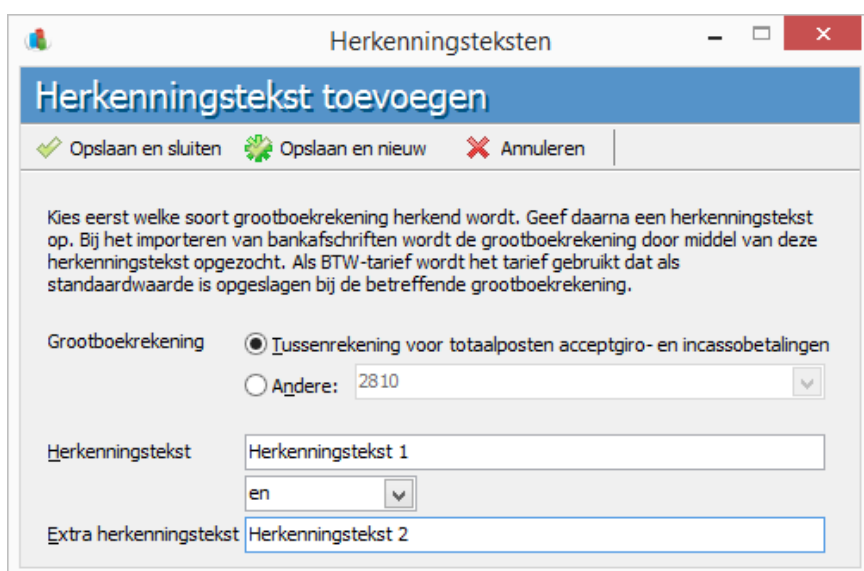 Herkenningsteksten
Herkenningstekst toevoegen
Opslaan en sluiten Opslaan en nieuw Annuleren
Kies eerst welke soort grootboekrekening herkend wordt. Geef daarna een herkenningstekst
op. Bij het importeren van bankafschriften wordt de grootboekrekening door middel van deze
herkenningstekst opgezocht. Als BTW-tarief wordt het tarief gebruikt dat als
standaardwaarde is opgeslagen bij de betreffende grootboekrekening.
Grootboekrekening Tussenrekening voor totaalposten acceptgiro- en incassobetalingen
Andere: 2810
Herkenningstekst Herkenningstekst 1
en
Extra herkenningstekst Herkenningstekst 2